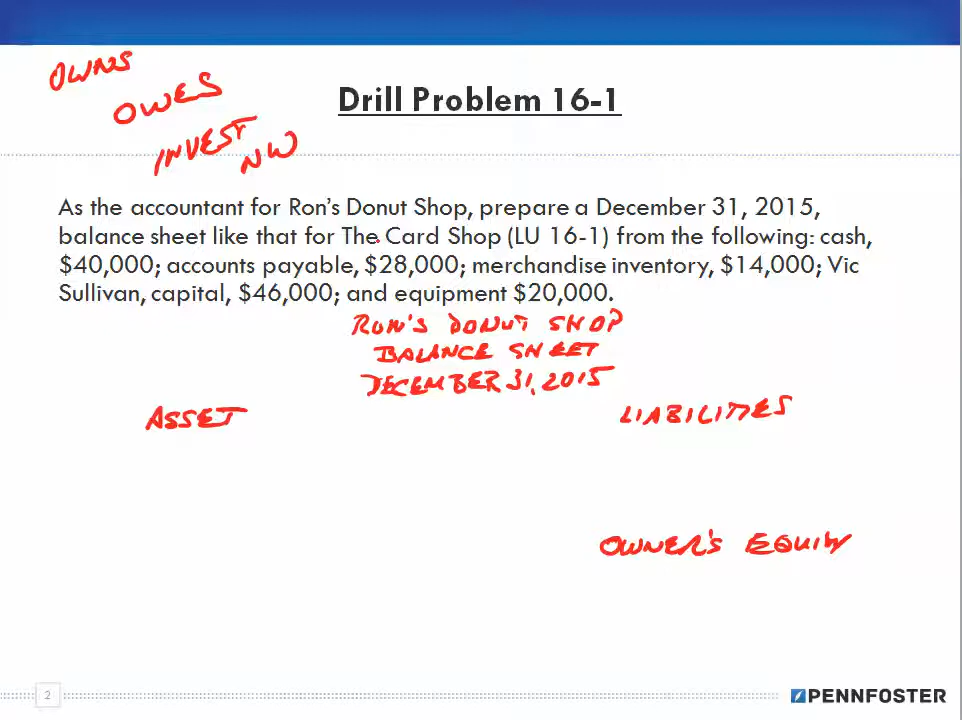 OWNS
OWES
INVEST
NW
Drill Problem 16-1
As the accountant for Ron's Donut Shop, prepare a December 31, 2015,
balance sheet like that for The Card Shop (LU 16-1) from the following: cash,
$40,000; accounts payable, $28,000; merchandise inventory, $14,000; Vic
Sullivan, capital, $46,000; and equipment $20,000.
RON'S DONUT SHOP
BALANCE SHEET
DECEMBER 31, 2015
ASSET
LIABILITIES
OWNER'S EQUITY
2
PENNFOSTER